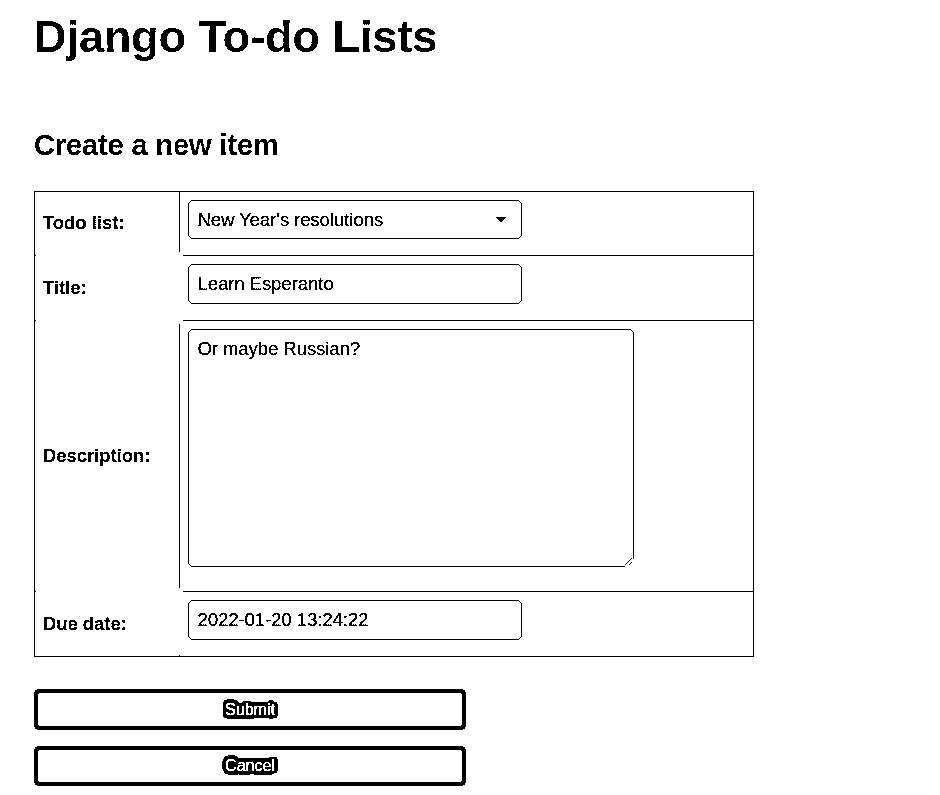 Django To-do Lists
Create a new item
Todo list:
New Year's resolutions
Title:
Learn Esperanto
Description:
Or maybe Russian?
Due date:
2022-01-20 13:24:22
Submit
Cancel